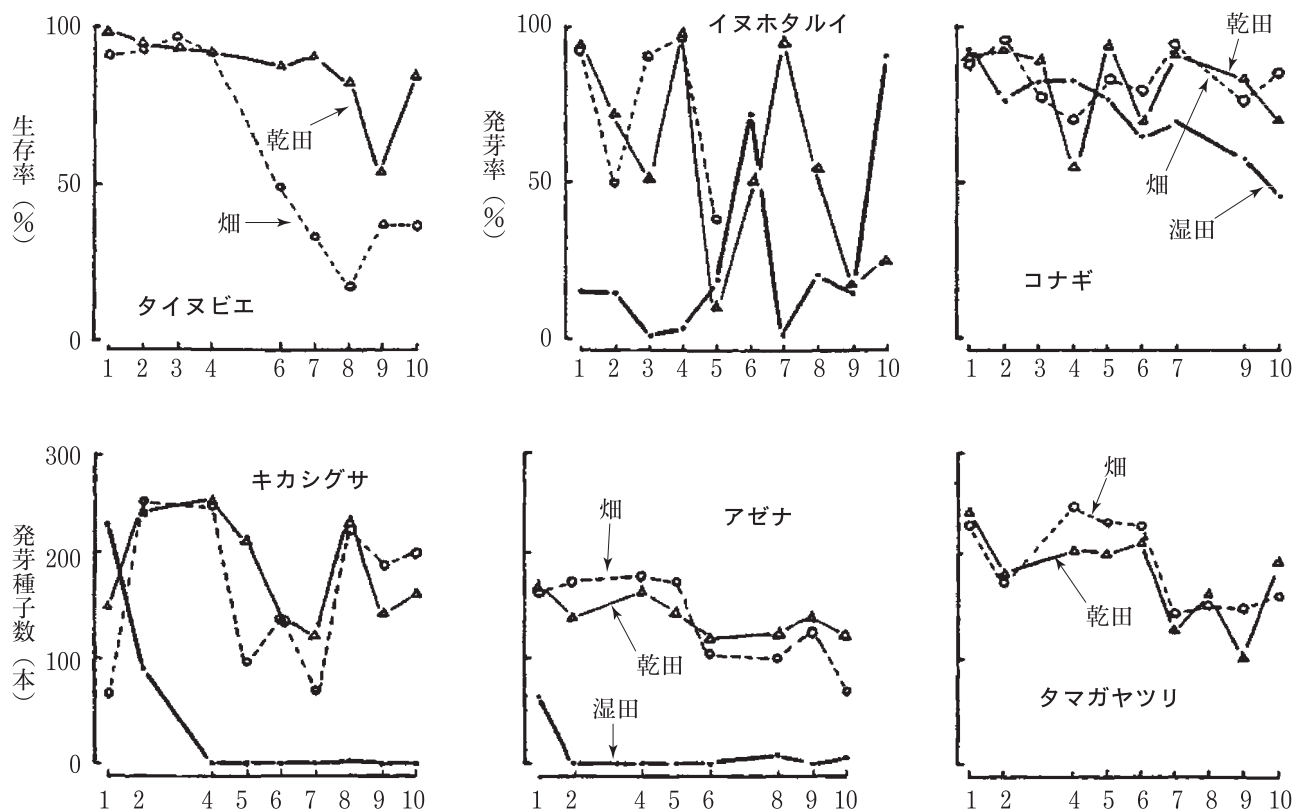 生存率（%）
100
50
0
乾田
畑
タイヌビエ
1 2 3 4 6 7 8 9 10
発芽率（%）
100
50
0
イヌホタルイ
1 2 3 4 5 6 7 8 9 10
乾田
畑
湿田
コナギ
1 2 3 4 5 6 7 9 10
発芽種子数（本）
300
200
100
0
キカシグサ
1 2 4 5 6 7 8 9 10
畑
アゼナ
乾田
湿田
1 2 4 5 6 8 9 10
畑
乾田
タマガヤツリ
1 2 4 5 6 7 8 9 10